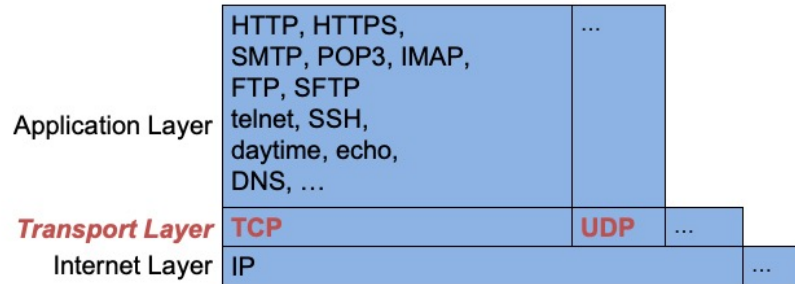 HTTP, HTTPS,
...
SMTP, POP3, IMAP,
FTP, SFTP
Application Layer
telnet, SSH,
daytime, echo,
DNS, ...
Transport Layer
TCP
UDP
...
Internet Layer
IP
...